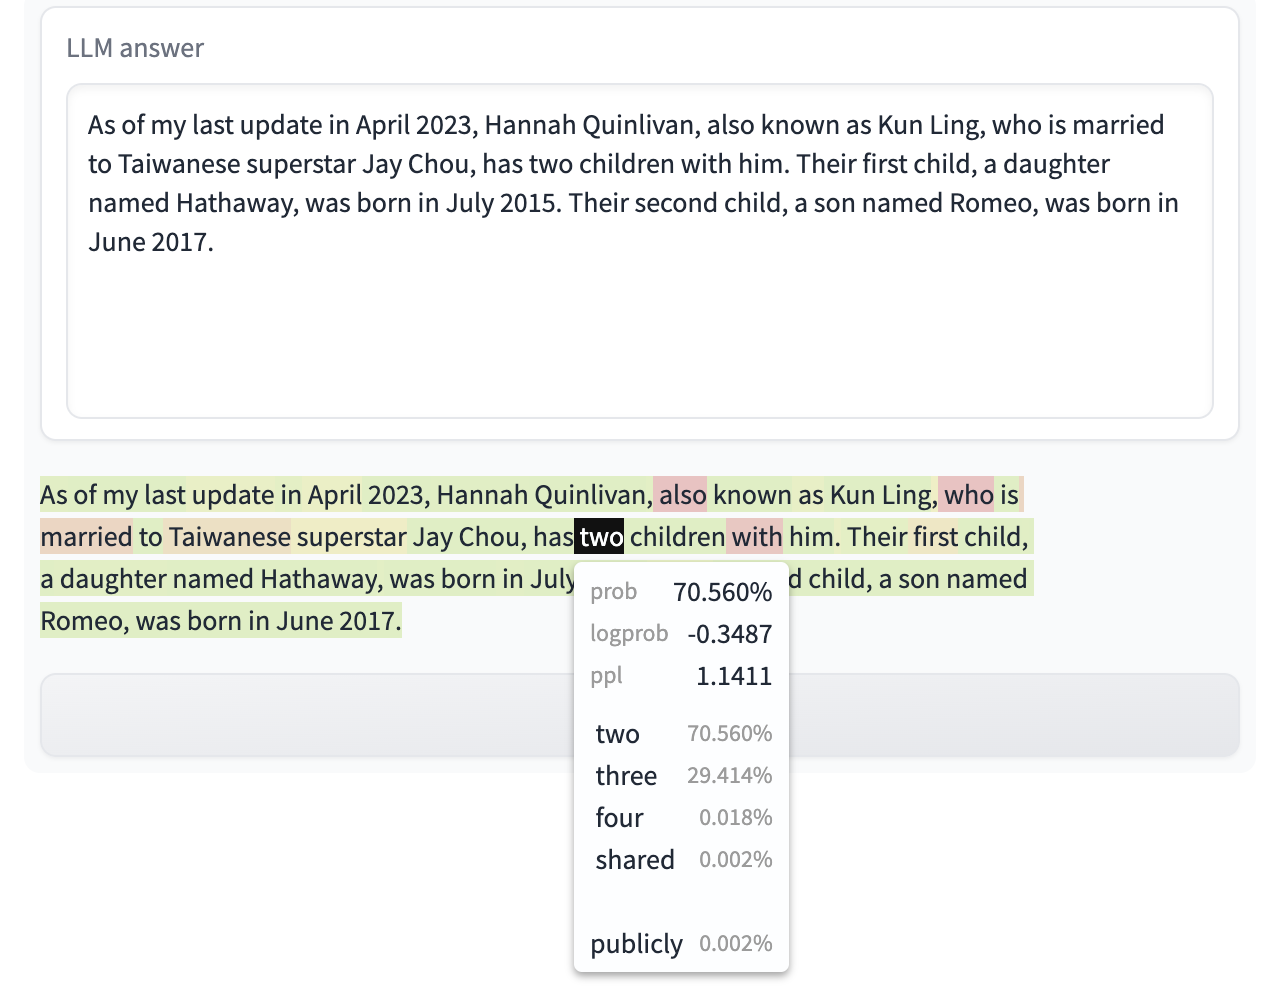 LLM answer
As of my last update in April 2023, Hannah Quinlivan, also known as Kun Ling, who is married
to Taiwanese superstar Jay Chou, has two children with him. Their first child, a daughter
named Hathaway, was born in July 2015. Their second child, a son named Romeo, was born in
June 2017.
As of my last update in April 2023, Hannah Quinlivan, also known as Kun Ling, who is
married to Taiwanese superstar Jay Chou, has two children with him. Their first child,
a daughter named Hathaway, was born in July d child, a son named
Romeo, was born in June 2017.
prob 70.560%
logprob -0.3487
ppl 1.1411
two 70.560%
three 29.414%
four 0.018%
shared 0.002%
publicly 0.002%